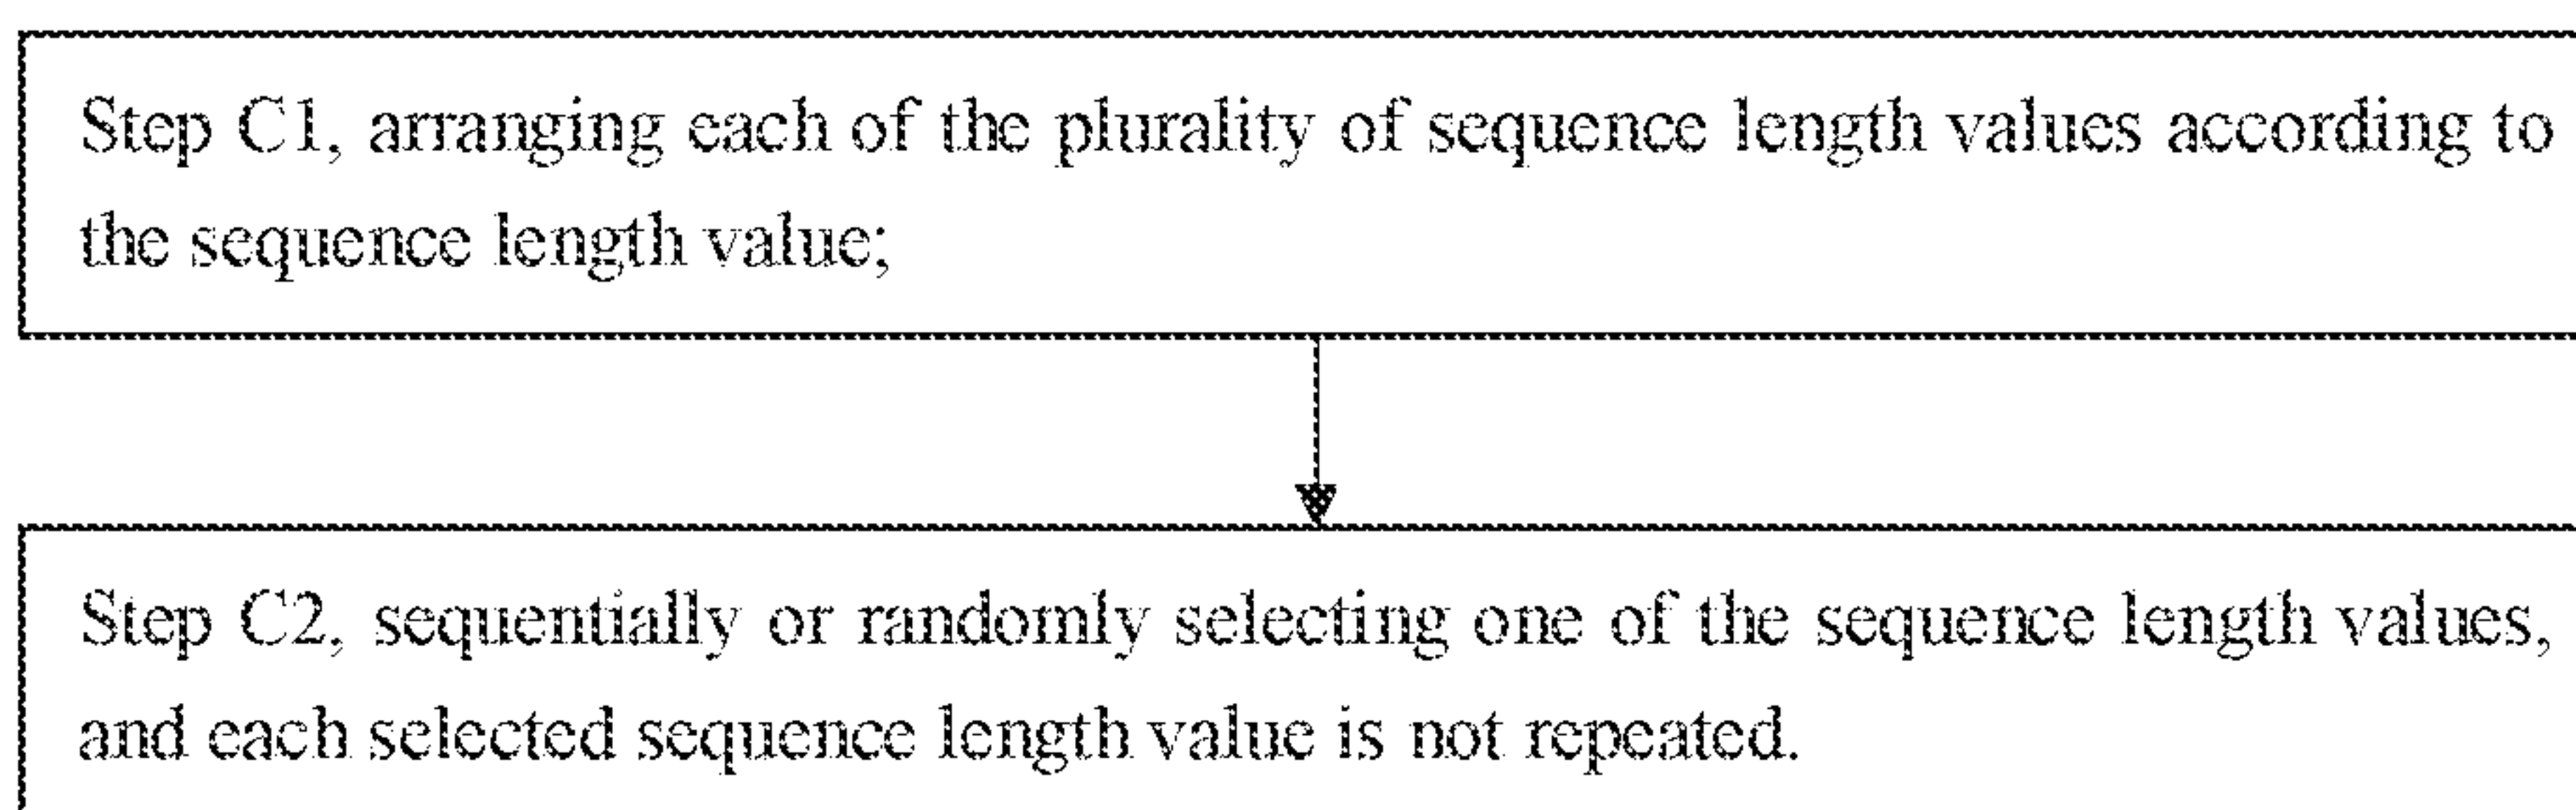 Step C1, arranging each of the plurality of sequence length values according to
the sequence length value;
Step C2, sequentially or randomly selecting one of the sequence length values,
and each selected sequence length value is not repeated.